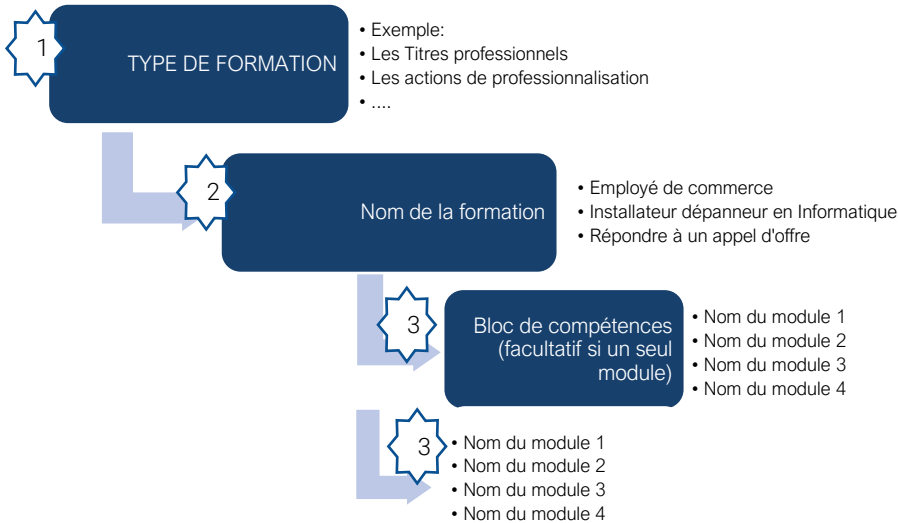 1
TYPE DE FORMATION
• Exemple:
• Les Titres professionnels
• Les actions de professionnalisation
• ....
2
Nom de la formation
• Employé de commerce
• Installateur dépanneur en Informatique
• Répondre à un appel d'offre
3
Bloc de compétences
(facultatif si un seul
module)
• Nom du module 1
• Nom du module 2
• Nom du module 3
• Nom du module 4
3
• Nom du module 1
• Nom du module 2
• Nom du module 3
• Nom du module 4